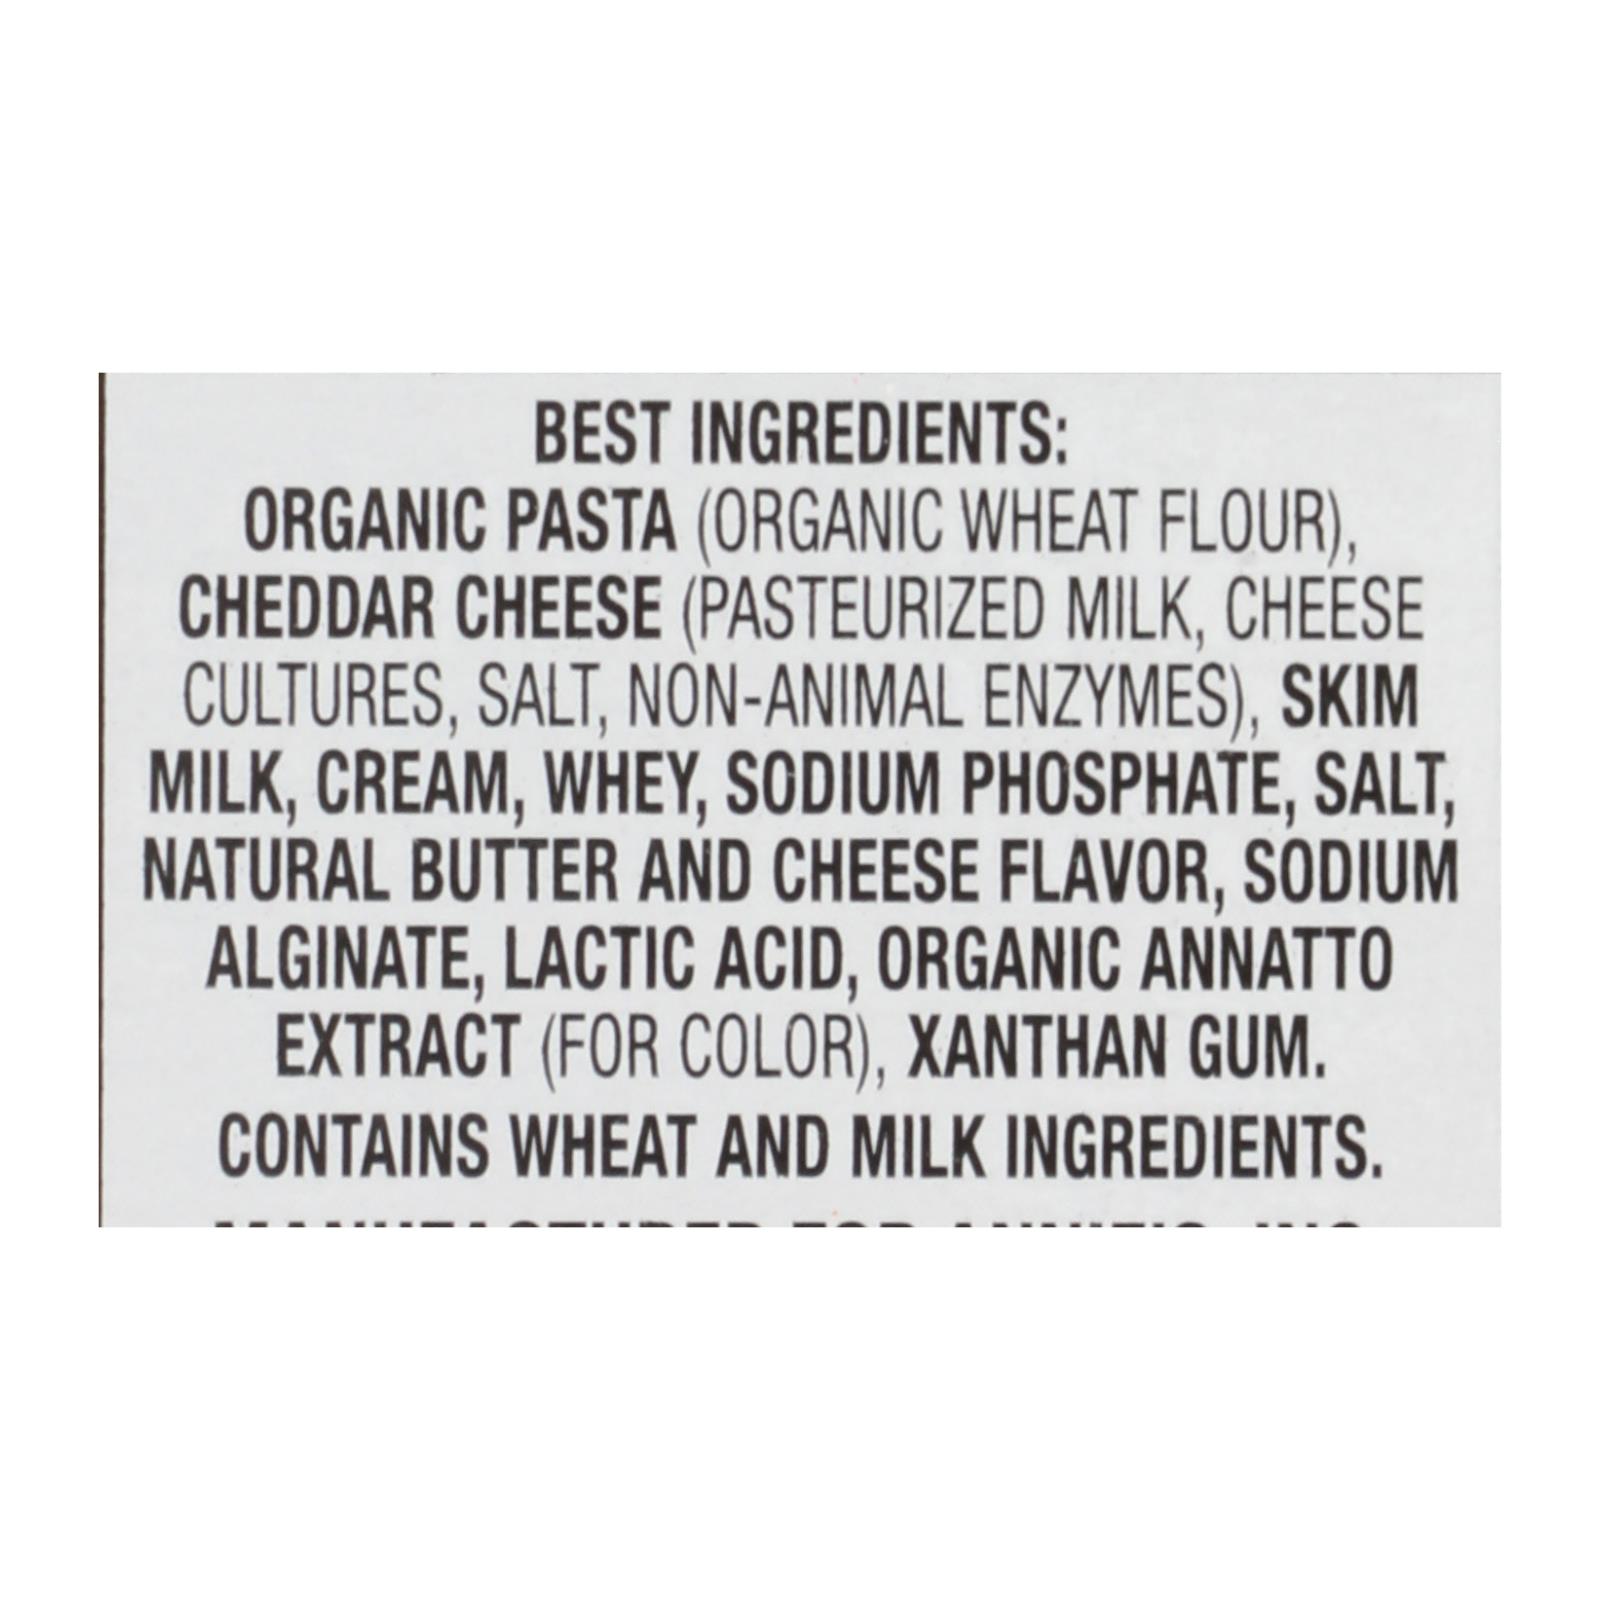 BEST INGREDIENTS:
ORGANIC PASTA (ORGANIC WHEAT FLOUR),
CHEDDAR CHEESE (PASTEURIZED MILK, CHEESE
CULTURES, SALT, NON-ANIMAL ENZYMES), SKIM
MILK, CREAM, WHEY, SODIUM PHOSPHATE, SALT,
NATURAL BUTTER AND CHEESE FLAVOR, SODIUM
ALGINATE, LACTIC ACID, ORGANIC ANNATTO
EXTRACT (FOR COLOR), XANTHAN GUM.
CONTAINS WHEAT AND MILK INGREDIENTS.